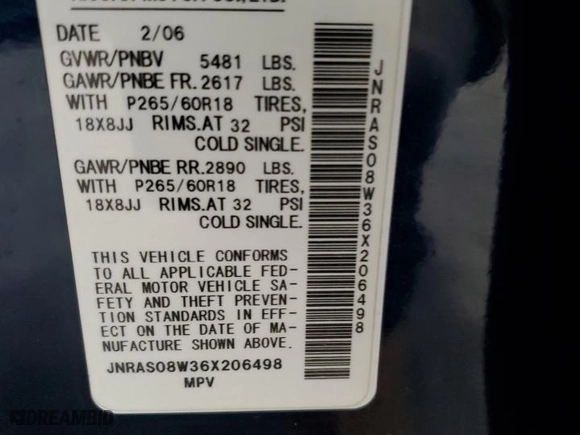 DATE 2/06
GVWR/PNBV 5481 LBS.
GAWR/PNBE FR. 2617 LBS.
WITH P265/60R18 TIRES,
18X8JJ RIMS. AT 32 PSI
COLD SINGLE.
GAWR/PNBE RR. 2890 LBS.
WITH P265/60R18 TIRES,
18X8JJ RIMS. AT 32 PSI
COLD SINGLE.
THIS VEHICLE CONFORMS
TO ALL APPLICABLE FED-
ERAL MOTOR VEHICLE SA-
FETY AND THEFT PREVEN-
TION STANDARDS IN EFF-
ECT ON THE DATE OF MA-
NUFACTURE SHOWN ABOVE
JNRAS08W36X206498
MPV
JNRAS08W36X206498
DREAMBID